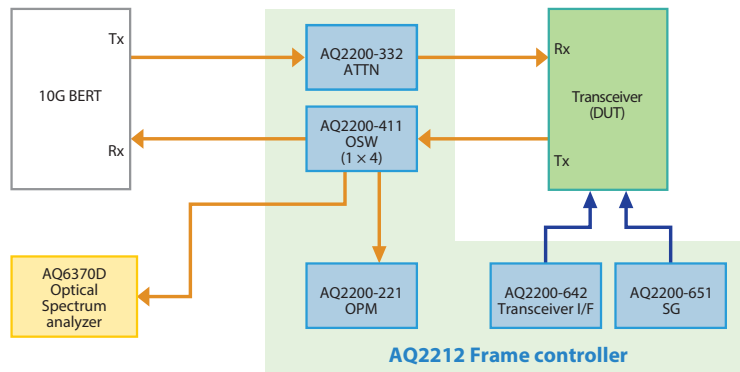 Tx
10G BERT
Rx
AQ2200-332
ATTN
AQ2200-411
OSW
(1 × 4)
Rx
Transceiver
(DUT)
Tx
AQ6370D
Optical
Spectrum
analyzer
AQ2200-221
OPM
AQ2200-642
Transceiver I/F
AQ2200-651
SG
AQ2212 Frame controller